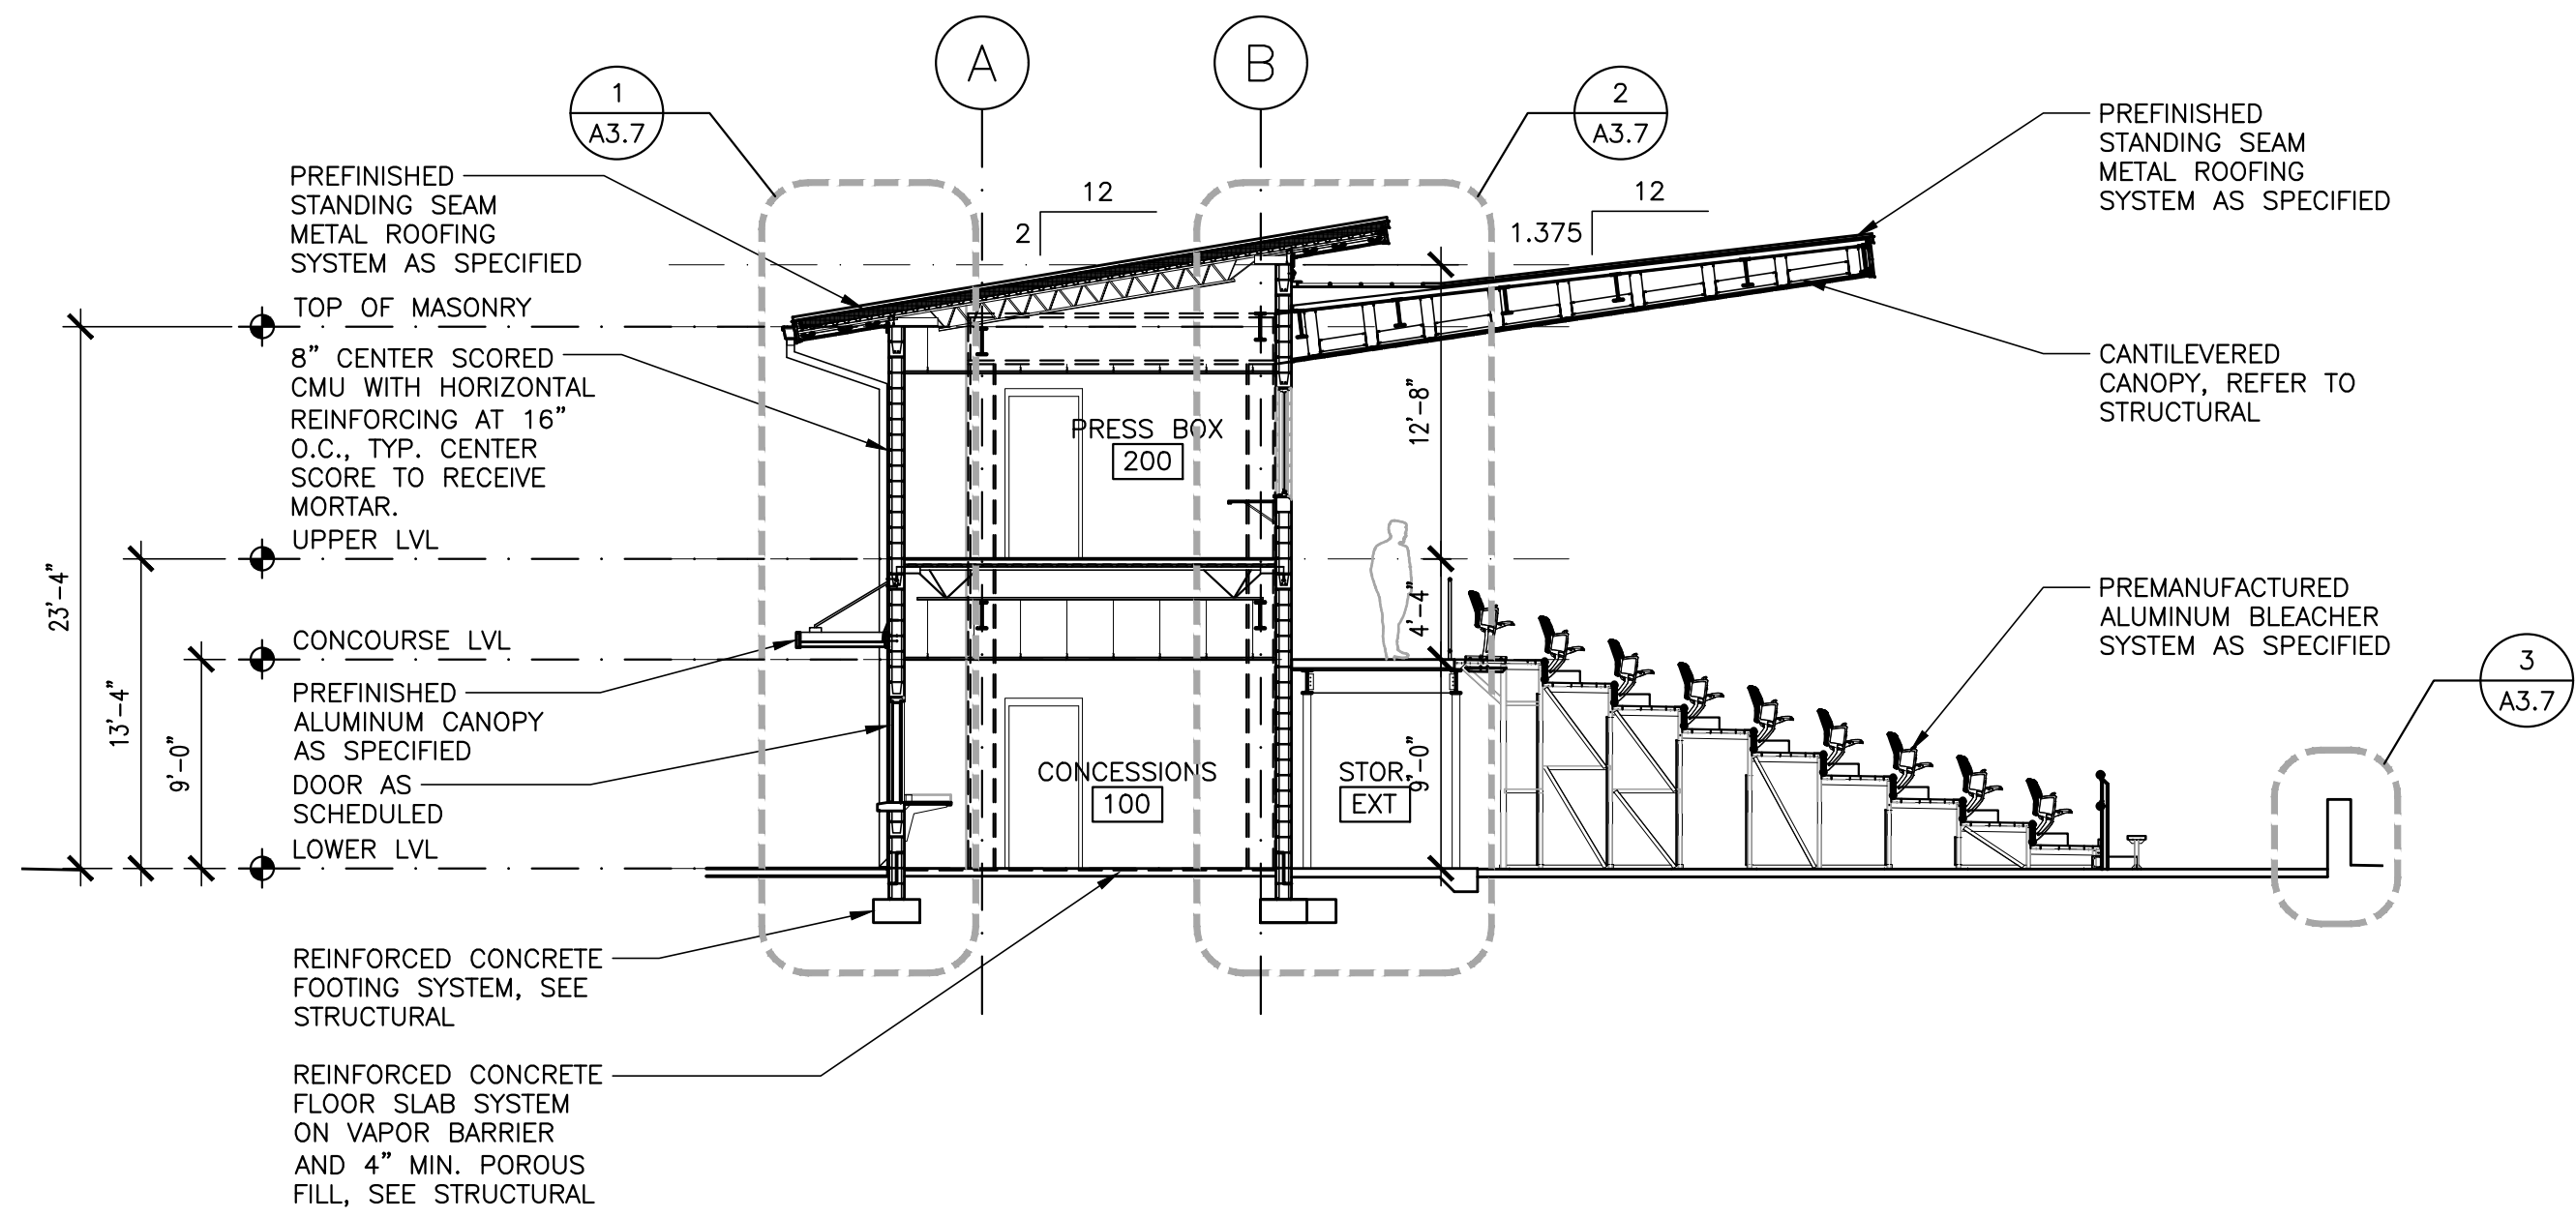 A
B
1
A3.7
2
A3.7
PREFINISHED
STANDING SEAM
METAL ROOFING
SYSTEM AS SPECIFIED
12
2
12
1.375
PREFINISHED
STANDING SEAM
METAL ROOFING
SYSTEM AS SPECIFIED
TOP OF MASONRY
8" CENTER SCORED
CMU WITH HORIZONTAL
REINFORCING AT 16"
O.C., TYP. CENTER
SCORE TO RECEIVE
MORTAR.
CANTILEVERED
CANOPY, REFER TO
STRUCTURAL
PRESS BOX
200
12'-8"
UPPER LVL
23'-4"
13'-4"
9'-0"
4'-4"
9'-0"
CONCOURSE LVL
PREMANUFACTURED
ALUMINUM BLEACHER
SYSTEM AS SPECIFIED
3
A3.7
PREFINISHED
ALUMINUM CANOPY
AS SPECIFIED
DOOR AS
SCHEDULED
CONCESSIONS
100
STOR.
EXT
LOWER LVL
REINFORCED CONCRETE
FOOTING SYSTEM, SEE
STRUCTURAL
REINFORCED CONCRETE
FLOOR SLAB SYSTEM
ON VAPOR BARRIER
AND 4" MIN. POROUS
FILL, SEE STRUCTURAL